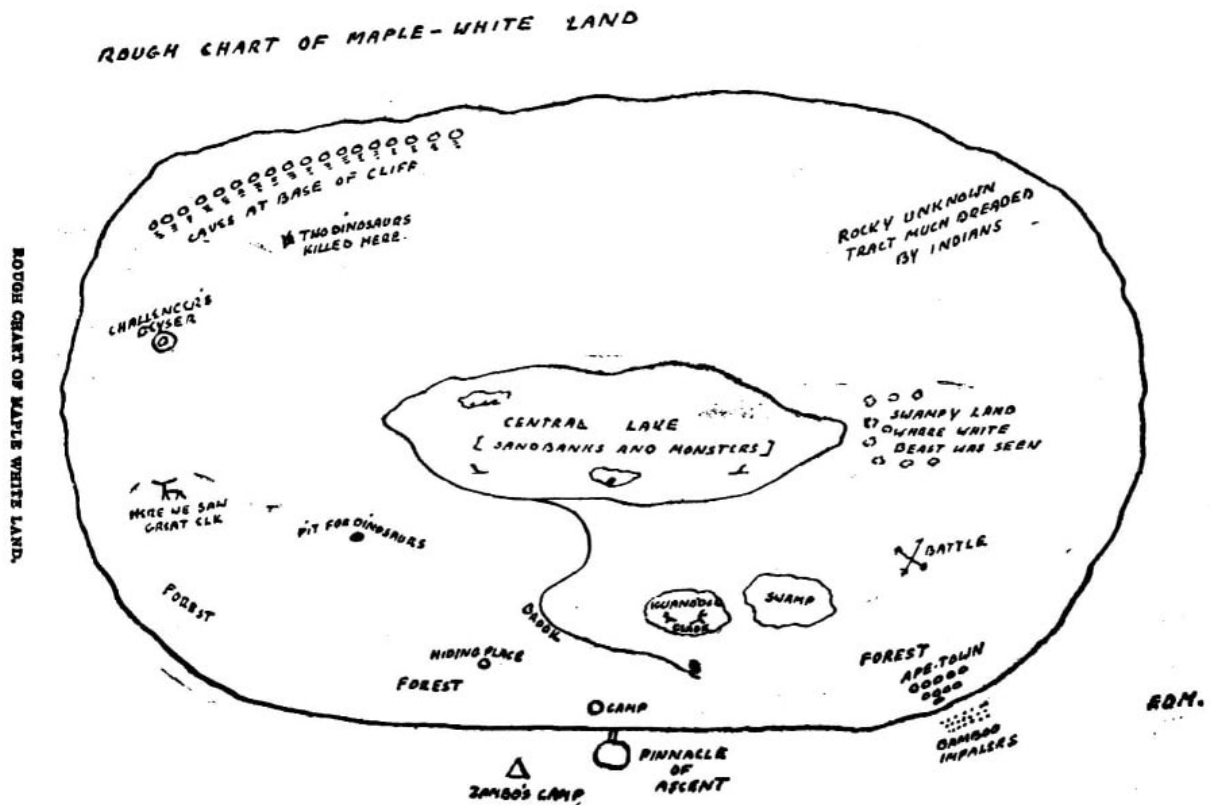 ROUGH CHART OF MAPLE-WHITE LAND
CAVES AT BASE OF CLIFF
TWO DINOSAURS
KILLED HERE.
ROCKY UNKNOWN
TRACT MUCH DREADED
BY INDIANS
CHALLENGER'S
GEYSER
CENTRAL LAKE
[SANDBANKS AND MONSTERS]
SWAMPY LAND
WHERE WHITE
BEAST WAS SEEN
HERE WE SAW
GREAT ELK
PIT FOR DINOSAURS
BATTLE
FOREST
BROOK
IGUANODON
GLADE
SWAMP
HIDING PLACE
FOREST
FOREST
APE-TOWN
CAMP
BAMBOO
IMPALERS
PINNACLE
OF
ASCENT
ZAMBO'S CAMP
EDM.
ROUGH CHART OF MAPLE WHITE LAND.